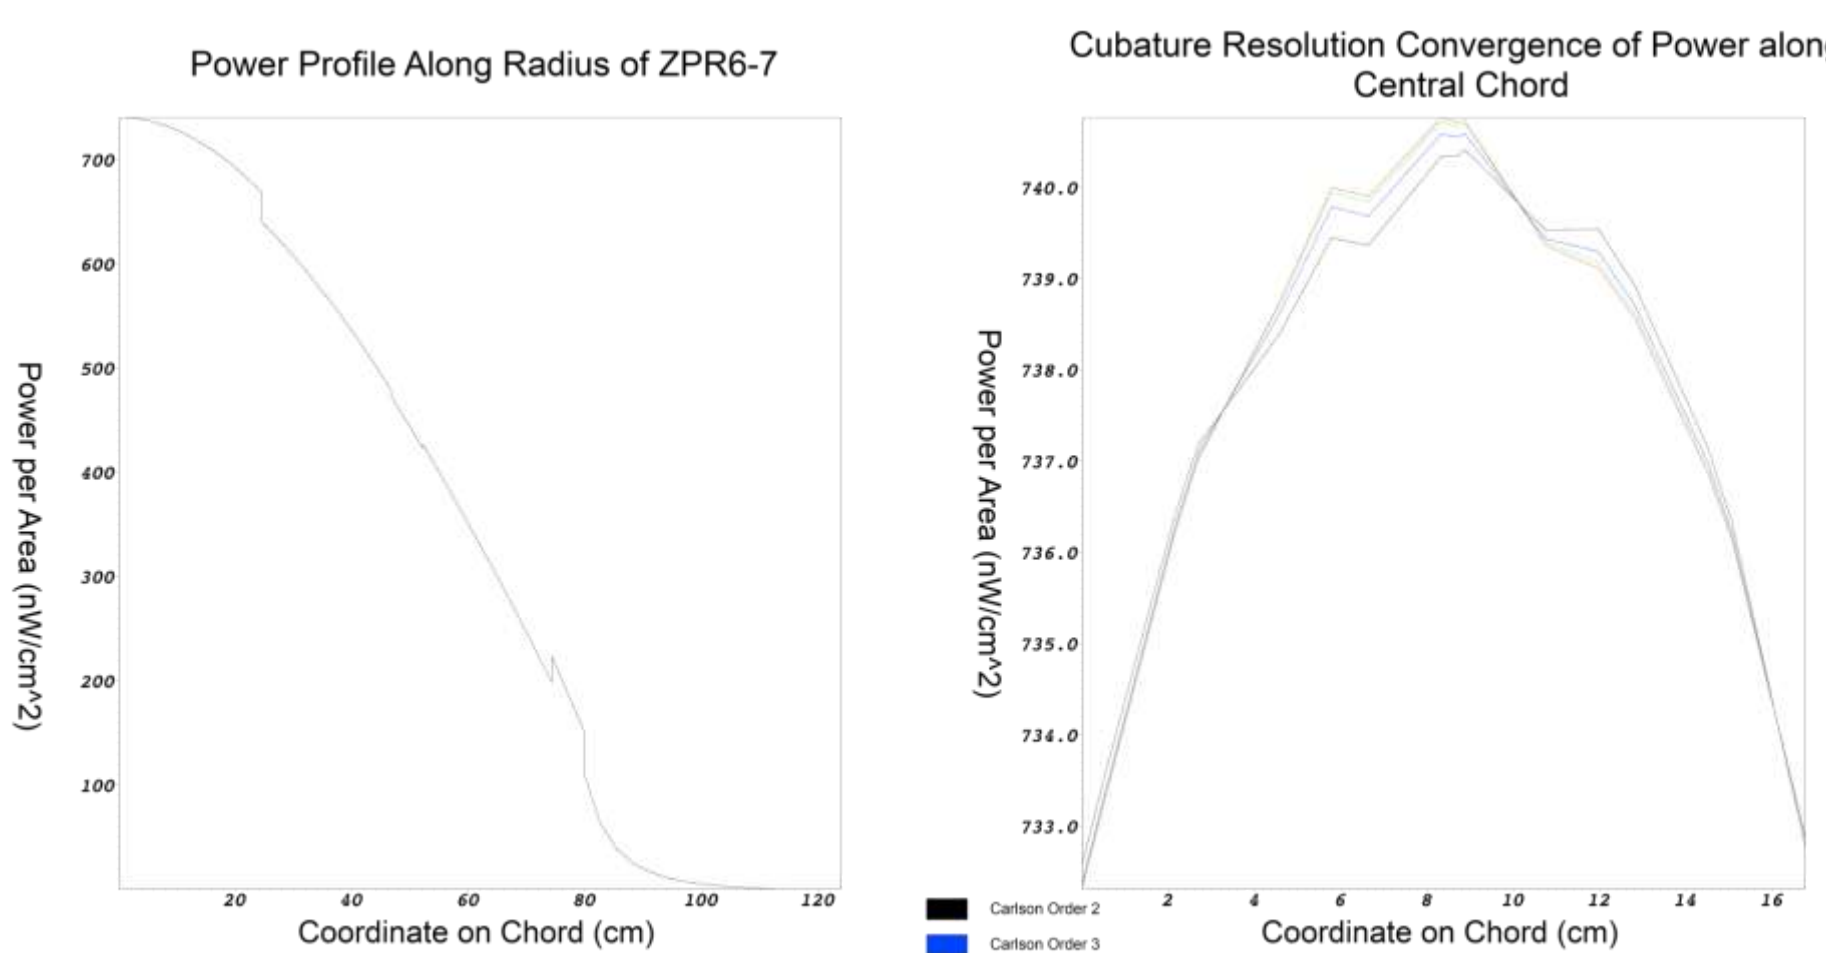 Power Profile Along Radius of ZPR6-7
700
600
500
400
300
200
100
Power per Area (nW/cm^2)
20 40 60 80 100 120
Coordinate on Chord (cm)
Cubature Resolution Convergence of Power along
Central Chord
740.0
739.0
738.0
737.0
736.0
735.0
734.0
733.0
Power per Area (nW/cm^2)
2 4 6 8 10 12 14 16
Coordinate on Chord (cm)
Carlson Order 2
Carlson Order 3